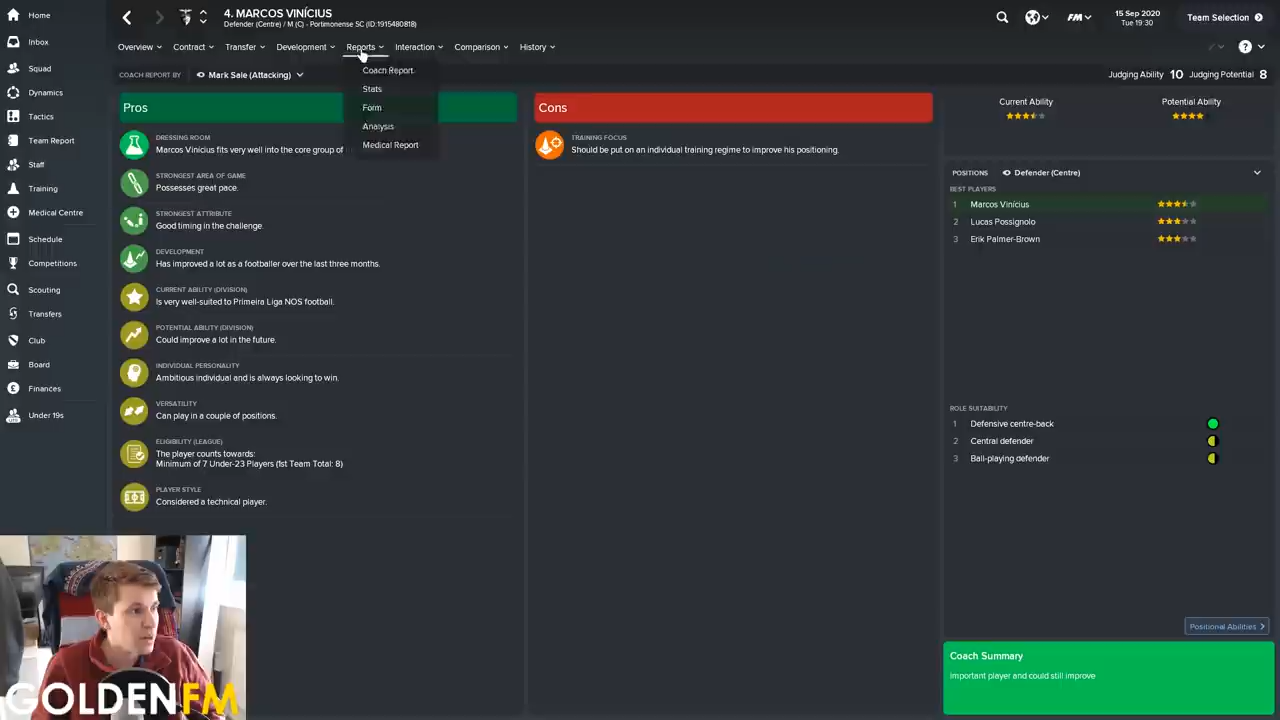 Home
Inbox
Squad
Dynamics
Tactics
Team Report
Staff
Training
Medical Centre
Schedule
Competitions
Scouting
Transfers
Club
Board
Finances
Under 19s
4. MARCOS VINÍCIUS
Defender (Centre) / M (C) - Portimonense SC (ID:1915480818)
FM
15 Sep 2020
Tue 19:30
Team Selection
Overview
Contract
Transfer
Development
Reports
Interaction
Comparison
History
?
Coach Report
Stats
Form
Analysis
Medical Report
COACH REPORT BY
Mark Sale (Attacking)
Judging Ability 10 Judging Potential 8
Pros
DRESSING ROOM
Marcos Vinícius fits very well into the core group of
STRONGEST AREA OF GAME
Possesses great pace.
STRONGEST ATTRIBUTE
Good timing in the challenge.
DEVELOPMENT
Has improved a lot as a footballer over the last three months.
CURRENT ABILITY (DIVISION)
Is very well-suited to Primeira Liga NOS football.
POTENTIAL ABILITY (DIVISION)
Could improve a lot in the future.
INDIVIDUAL PERSONALITY
Ambitious individual and is always looking to win.
VERSATILITY
Can play in a couple of positions.
ELIGIBILITY (LEAGUE)
The player counts towards:
Minimum of 7 Under-23 Players (1st Team Total: 8)
PLAYER STYLE
Considered a technical player.
Cons
TRAINING FOCUS
Should be put on an individual training regime to improve his positioning.
Current Ability
Potential Ability
POSITIONS
Defender (Centre)
BEST PLAYERS
1 Marcos Vinícius
2 Lucas Possignolo
3 Erik Palmer-Brown
ROLE SUITABILITY
1 Defensive centre-back
2 Central defender
3 Ball-playing defender
Positional Abilities
Coach Summary
Important player and could still improve
GOLDENFM